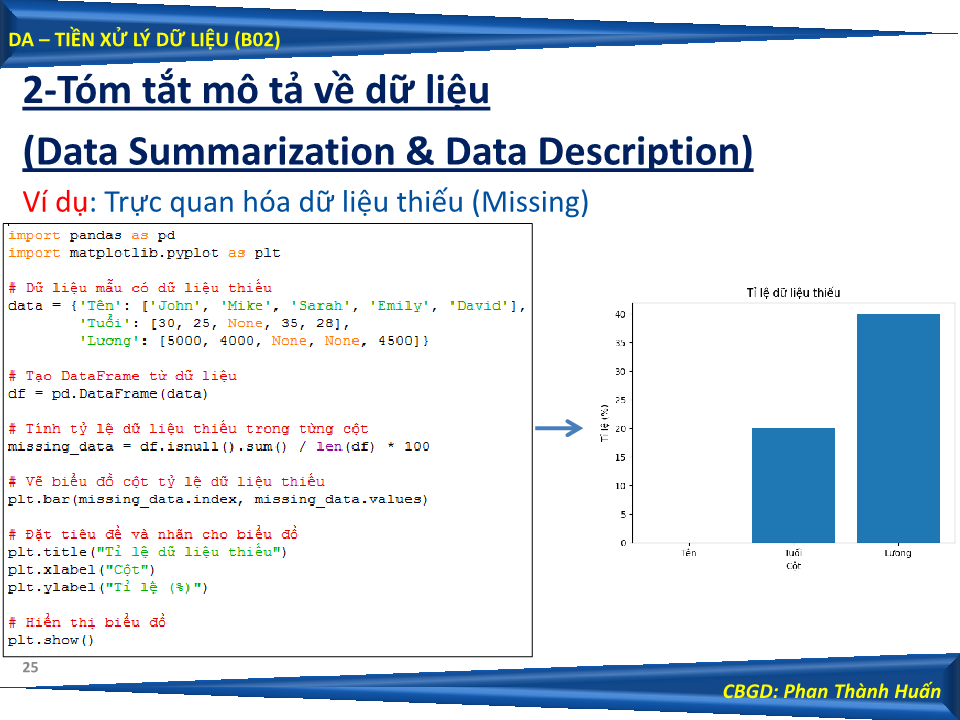 DA – TIỀN XỬ LÝ DỮ LIỆU (B02)
2-Tóm tắt mô tả về dữ liệu
(Data Summarization & Data Description)
Ví dụ: Trực quan hóa dữ liệu thiếu (Missing)
import pandas as pd
import matplotlib.pyplot as plt
# Dữ liệu mẫu có dữ liệu thiếu
data = {'Tên': ['John', 'Mike', 'Sarah', 'Emily', 'David'],
'Tuổi': [30, 25, None, 35, 28],
'Lương': [5000, 4000, None, None, 4500]}
# Tạo DataFrame từ dữ liệu
df = pd.DataFrame(data)
# Tính tỷ lệ dữ liệu thiếu trong từng cột
missing_data = df.isnull().sum() / len(df) * 100
# Vẽ biểu đồ cột tỷ lệ dữ liệu thiếu
plt.bar(missing_data.index, missing_data.values)
# Đặt tiêu đề và nhãn cho biểu đồ
plt.title("Tỉ lệ dữ liệu thiếu")
plt.xlabel("Cột")
plt.ylabel("Tỉ lệ (%)")
# Hiển thị biểu đồ
plt.show()
Tỉ lệ dữ liệu thiếu
40
35
30
25
20
15
10
5
0
Tỉ lệ (%)
Tên Tuổi Lương
Cột
25
CBGD: Phan Thành Huấn